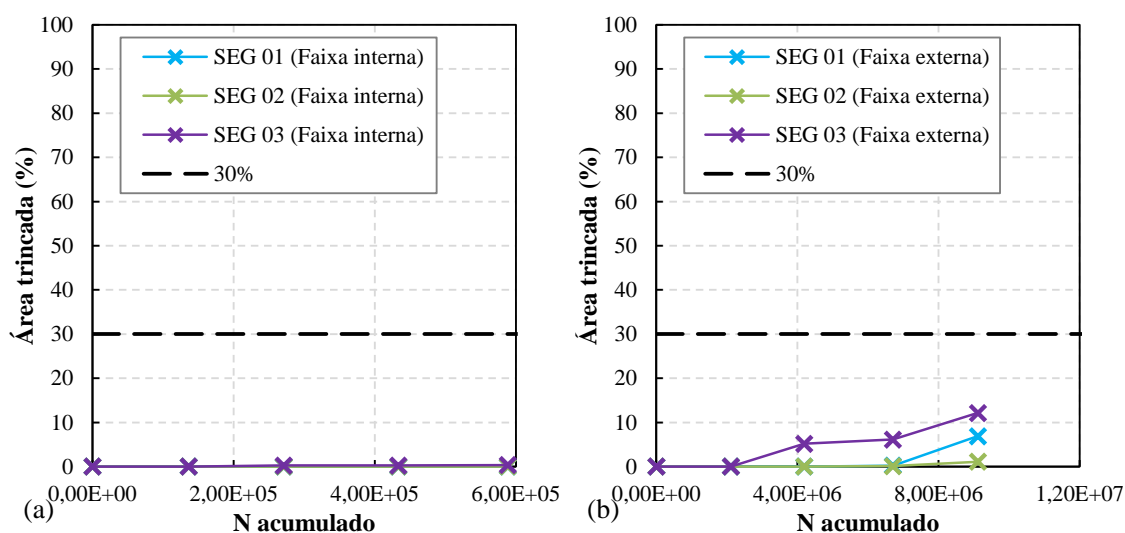 100
90
80
70
60
50
40
30
20
10
0
Área trincada (%)
SEG 01 (Faixa interna)
SEG 02 (Faixa interna)
SEG 03 (Faixa interna)
30%
0,00E+00
2,00E+05
4,00E+05
6,00E+05
(a)
N acumulado
100
90
80
70
60
50
40
30
20
10
0
Área trincada (%)
SEG 01 (Faixa externa)
SEG 02 (Faixa externa)
SEG 03 (Faixa externa)
30%
0,00E+00
4,00E+06
8,00E+06
1,20E+07
(b)
N acumulado